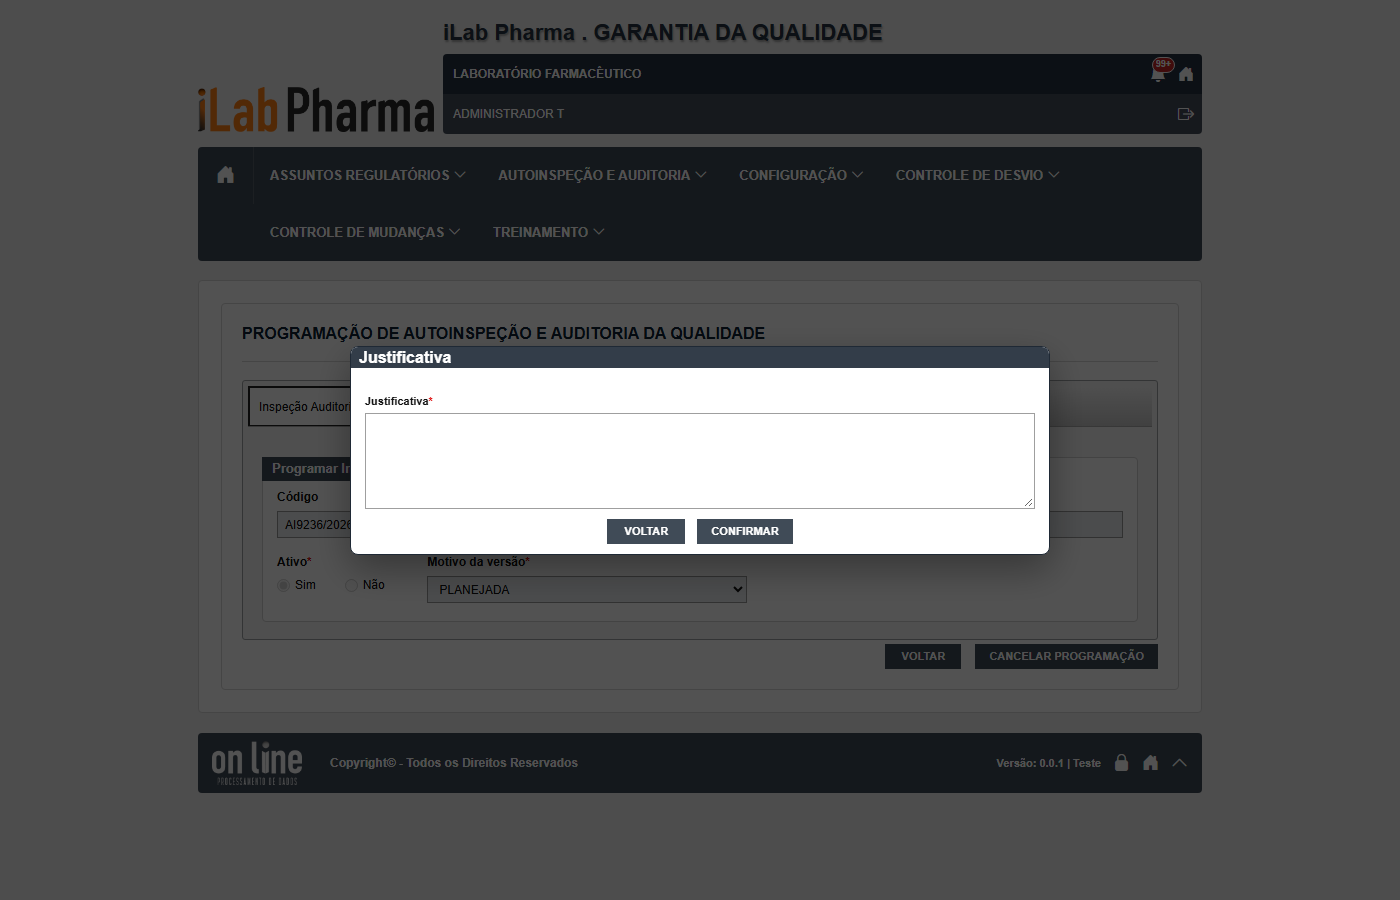 iLab Pharma . GARANTIA DA QUALIDADE
iLab Pharma
LABORATÓRIO FARMACÊUTICO
99+
ADMINISTRADOR T
ASSUNTOS REGULATÓRIOS
AUTOINSPEÇÃO E AUDITORIA
CONFIGURAÇÃO
CONTROLE DE DESVIO
CONTROLE DE MUDANÇAS
TREINAMENTO
PROGRAMAÇÃO DE AUTOINSPEÇÃO E AUDITORIA DA QUALIDADE
Justificativa
Inspeção Auditori
Justificativa*
Programar
Código
AI9236/2026
VOLTAR
CONFIRMAR
Ativo*
Motivo da versão*
Sim
Não
PLANEJADA
VOLTAR
CANCELAR PROGRAMAÇÃO
on line
PROCESSAMENTO DE DADOS
Copyright© - Todos os Direitos Reservados
Versão: 0.0.1 | Teste